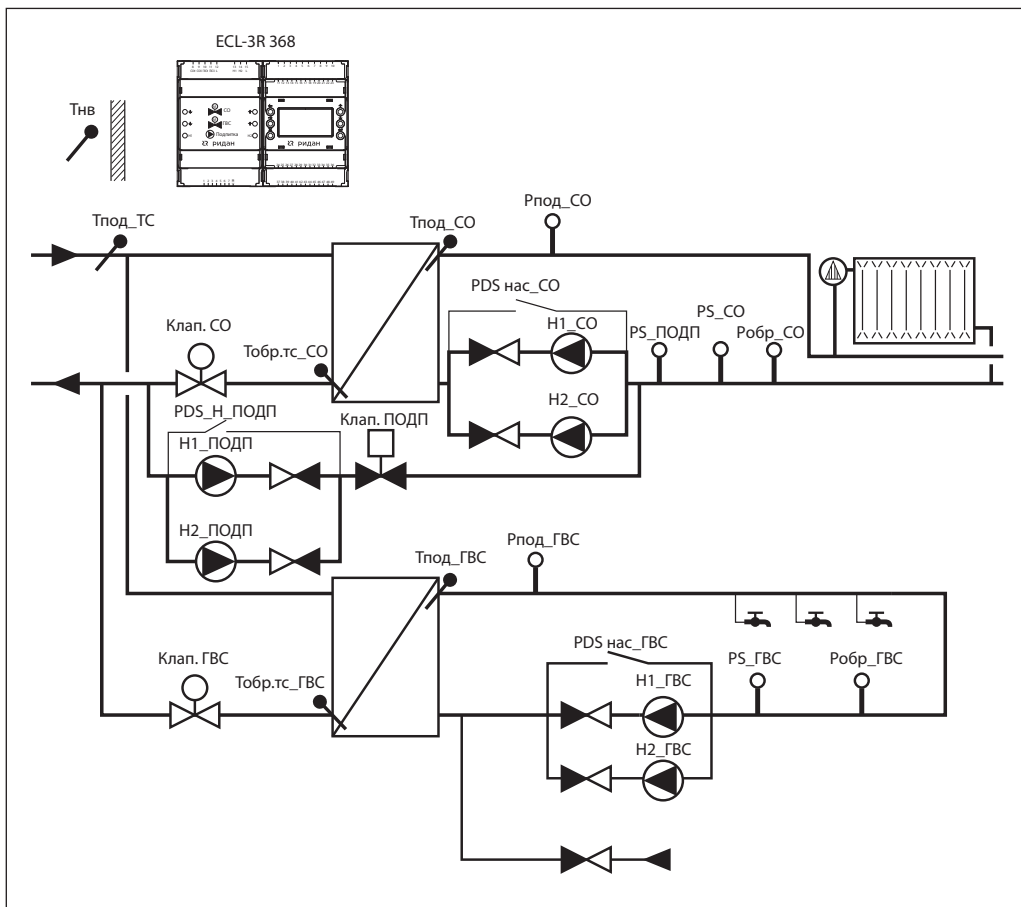 ECL-3R 368
Тнв
СО
ГВС
Подпитка
ридан
ридан
Тпод_ТС
Тпод_СО
Рпод_СО
PDS нас_СО
Н1_СО
PS_СО
PS_ПОДП
Робр_СО
Клап. СО
Тобр.тс_СО
Н2_СО
PDS_Н_ПОДП
Клап. ПОДП
Н1_ПОДП
Н2_ПОДП
Тпод_ГВС
Рпод_ГВС
PDS нас_ГВС
PS_ГВС
Робр_ГВС
Клап. ГВС
Тобр.тс_ГВС
Н1_ГВС
Н2_ГВС